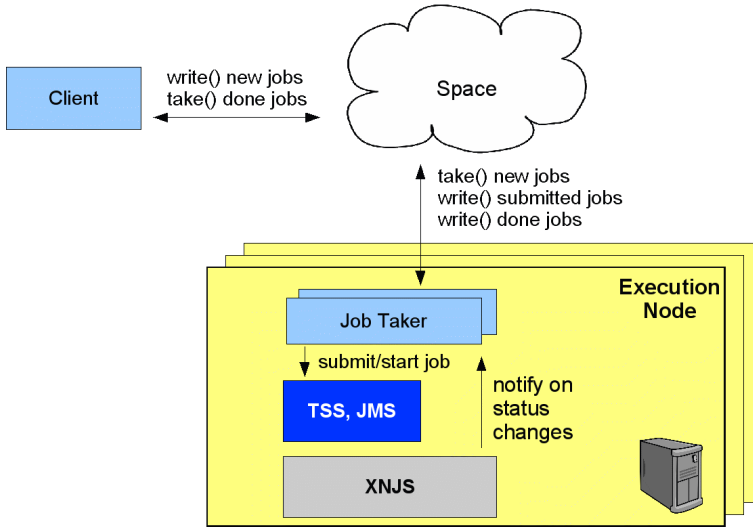 Client
write() new jobs
take() done jobs
Space
take() new jobs
write() submitted jobs
write() done jobs
Execution
Node
Job Taker
submit/start job
TSS, JMS
notify on
status
changes
XNJS